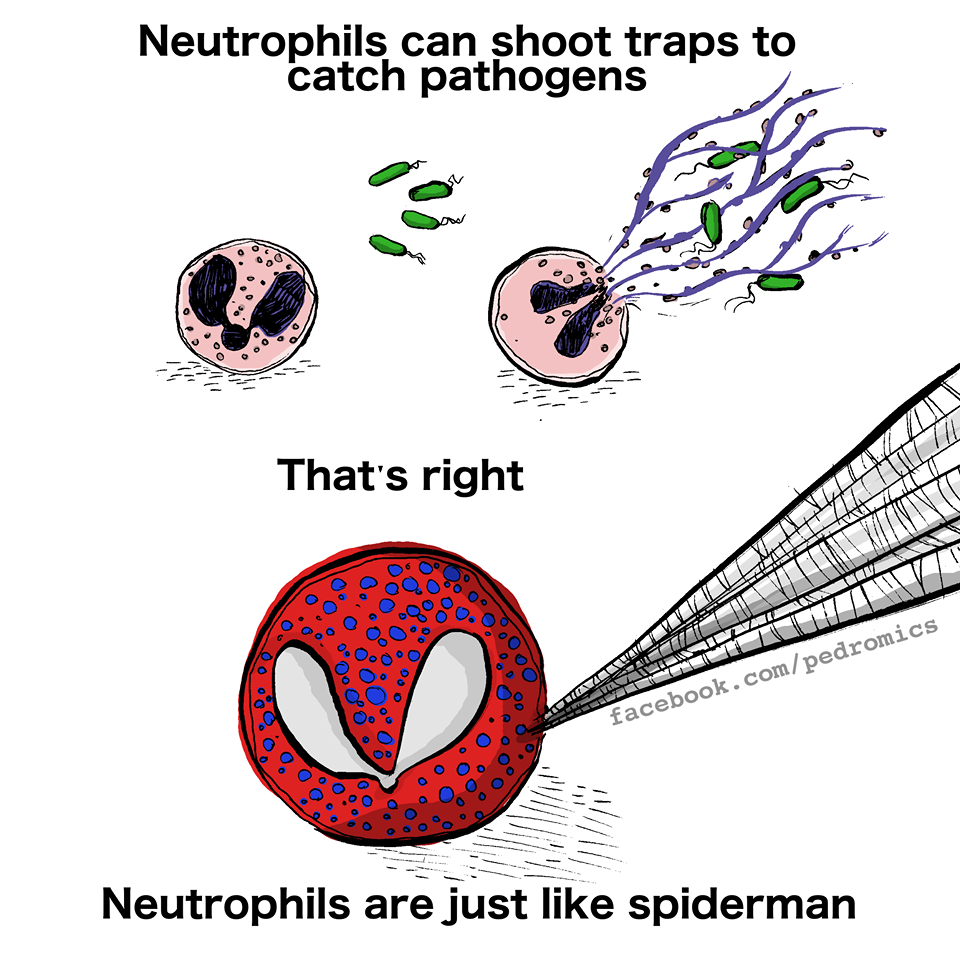 Neutrophils can shoot traps to
catch pathogens
That's right
facebook.com/pedromics
Neutrophils are just like spiderman